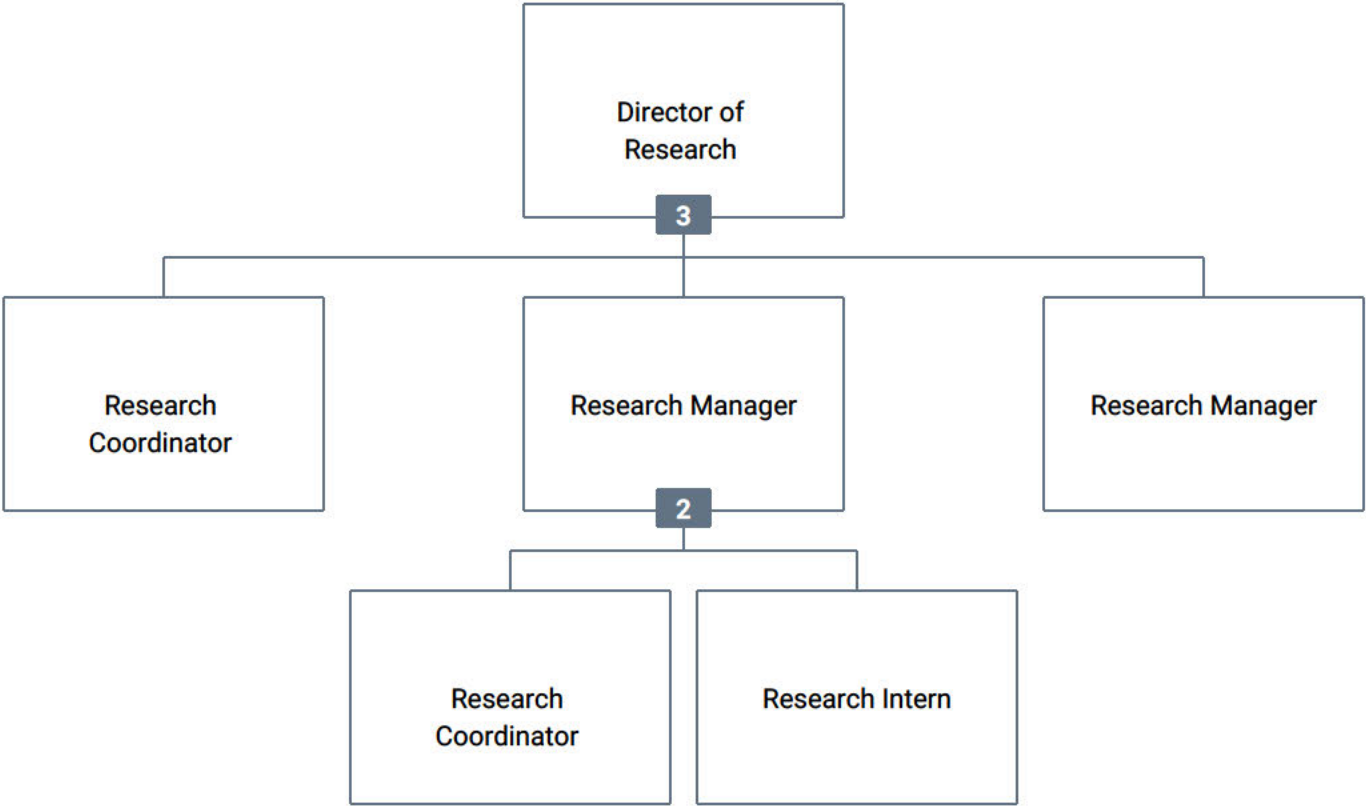 Director of
Research
3
Research
Coordinator
Research Manager
Research Manager
2
Research
Coordinator
Research Intern